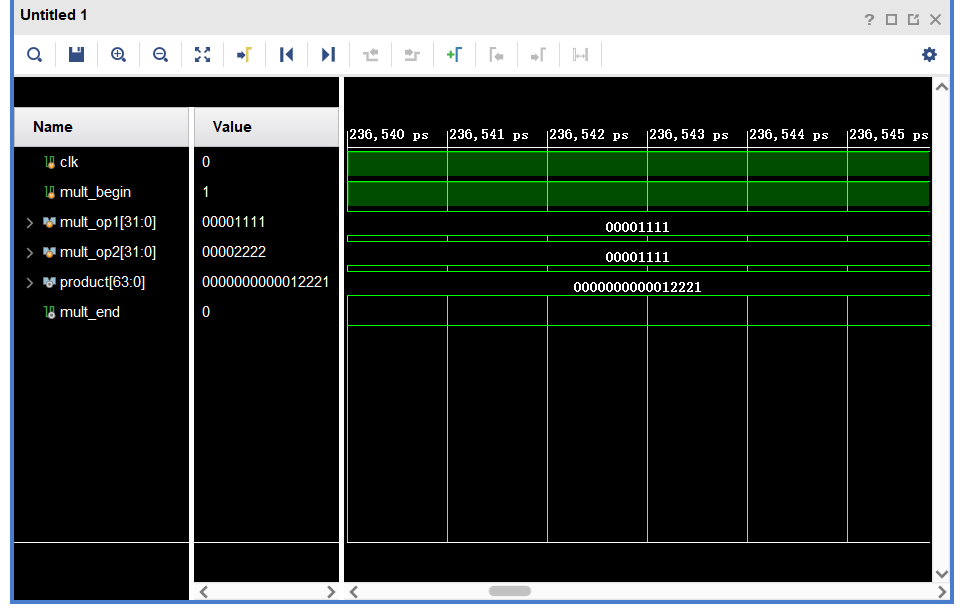 Untitled 1
?
Name
Value
236,540 ps
236,541 ps
236,542 ps
236,543 ps
236,544 ps
236,545 ps
clk
0
mult_begin
1
mult_op1[31:0]
00001111
00001111
mult_op2[31:0]
00002222
00001111
product[63:0]
0000000000012221
0000000000012221
mult_end
0